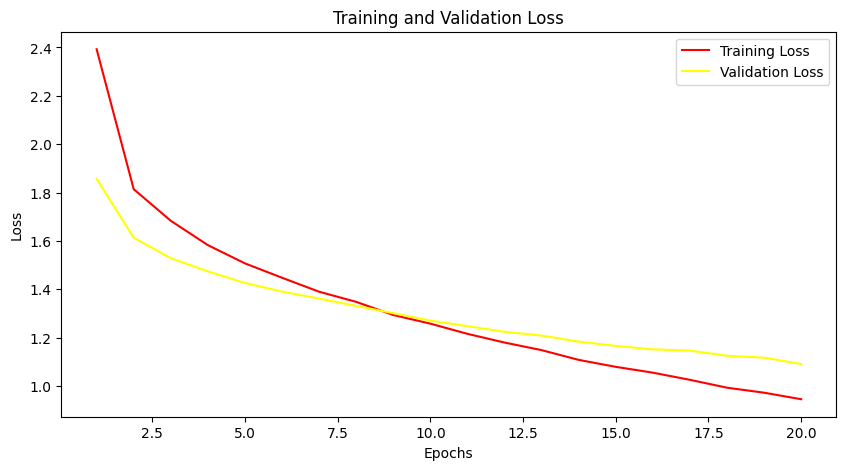 Training and Validation Loss
Training Loss
Validation Loss
Loss
2.4
2.2
2.0
1.8
1.6
1.4
1.2
1.0
2.5 5.0 7.5 10.0 12.5 15.0 17.5 20.0
Epochs